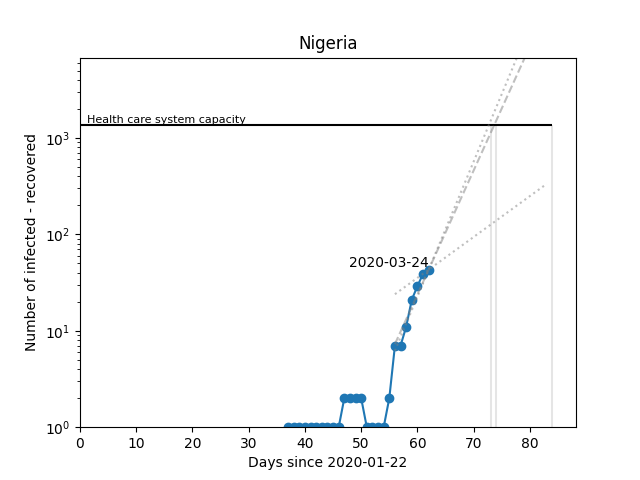 Nigeria
Number of infected - recovered
10³
10²
10¹
10⁰
Health care system capacity
2020-03-24
0 10 20 30 40 50 60 70 80
Days since 2020-01-22